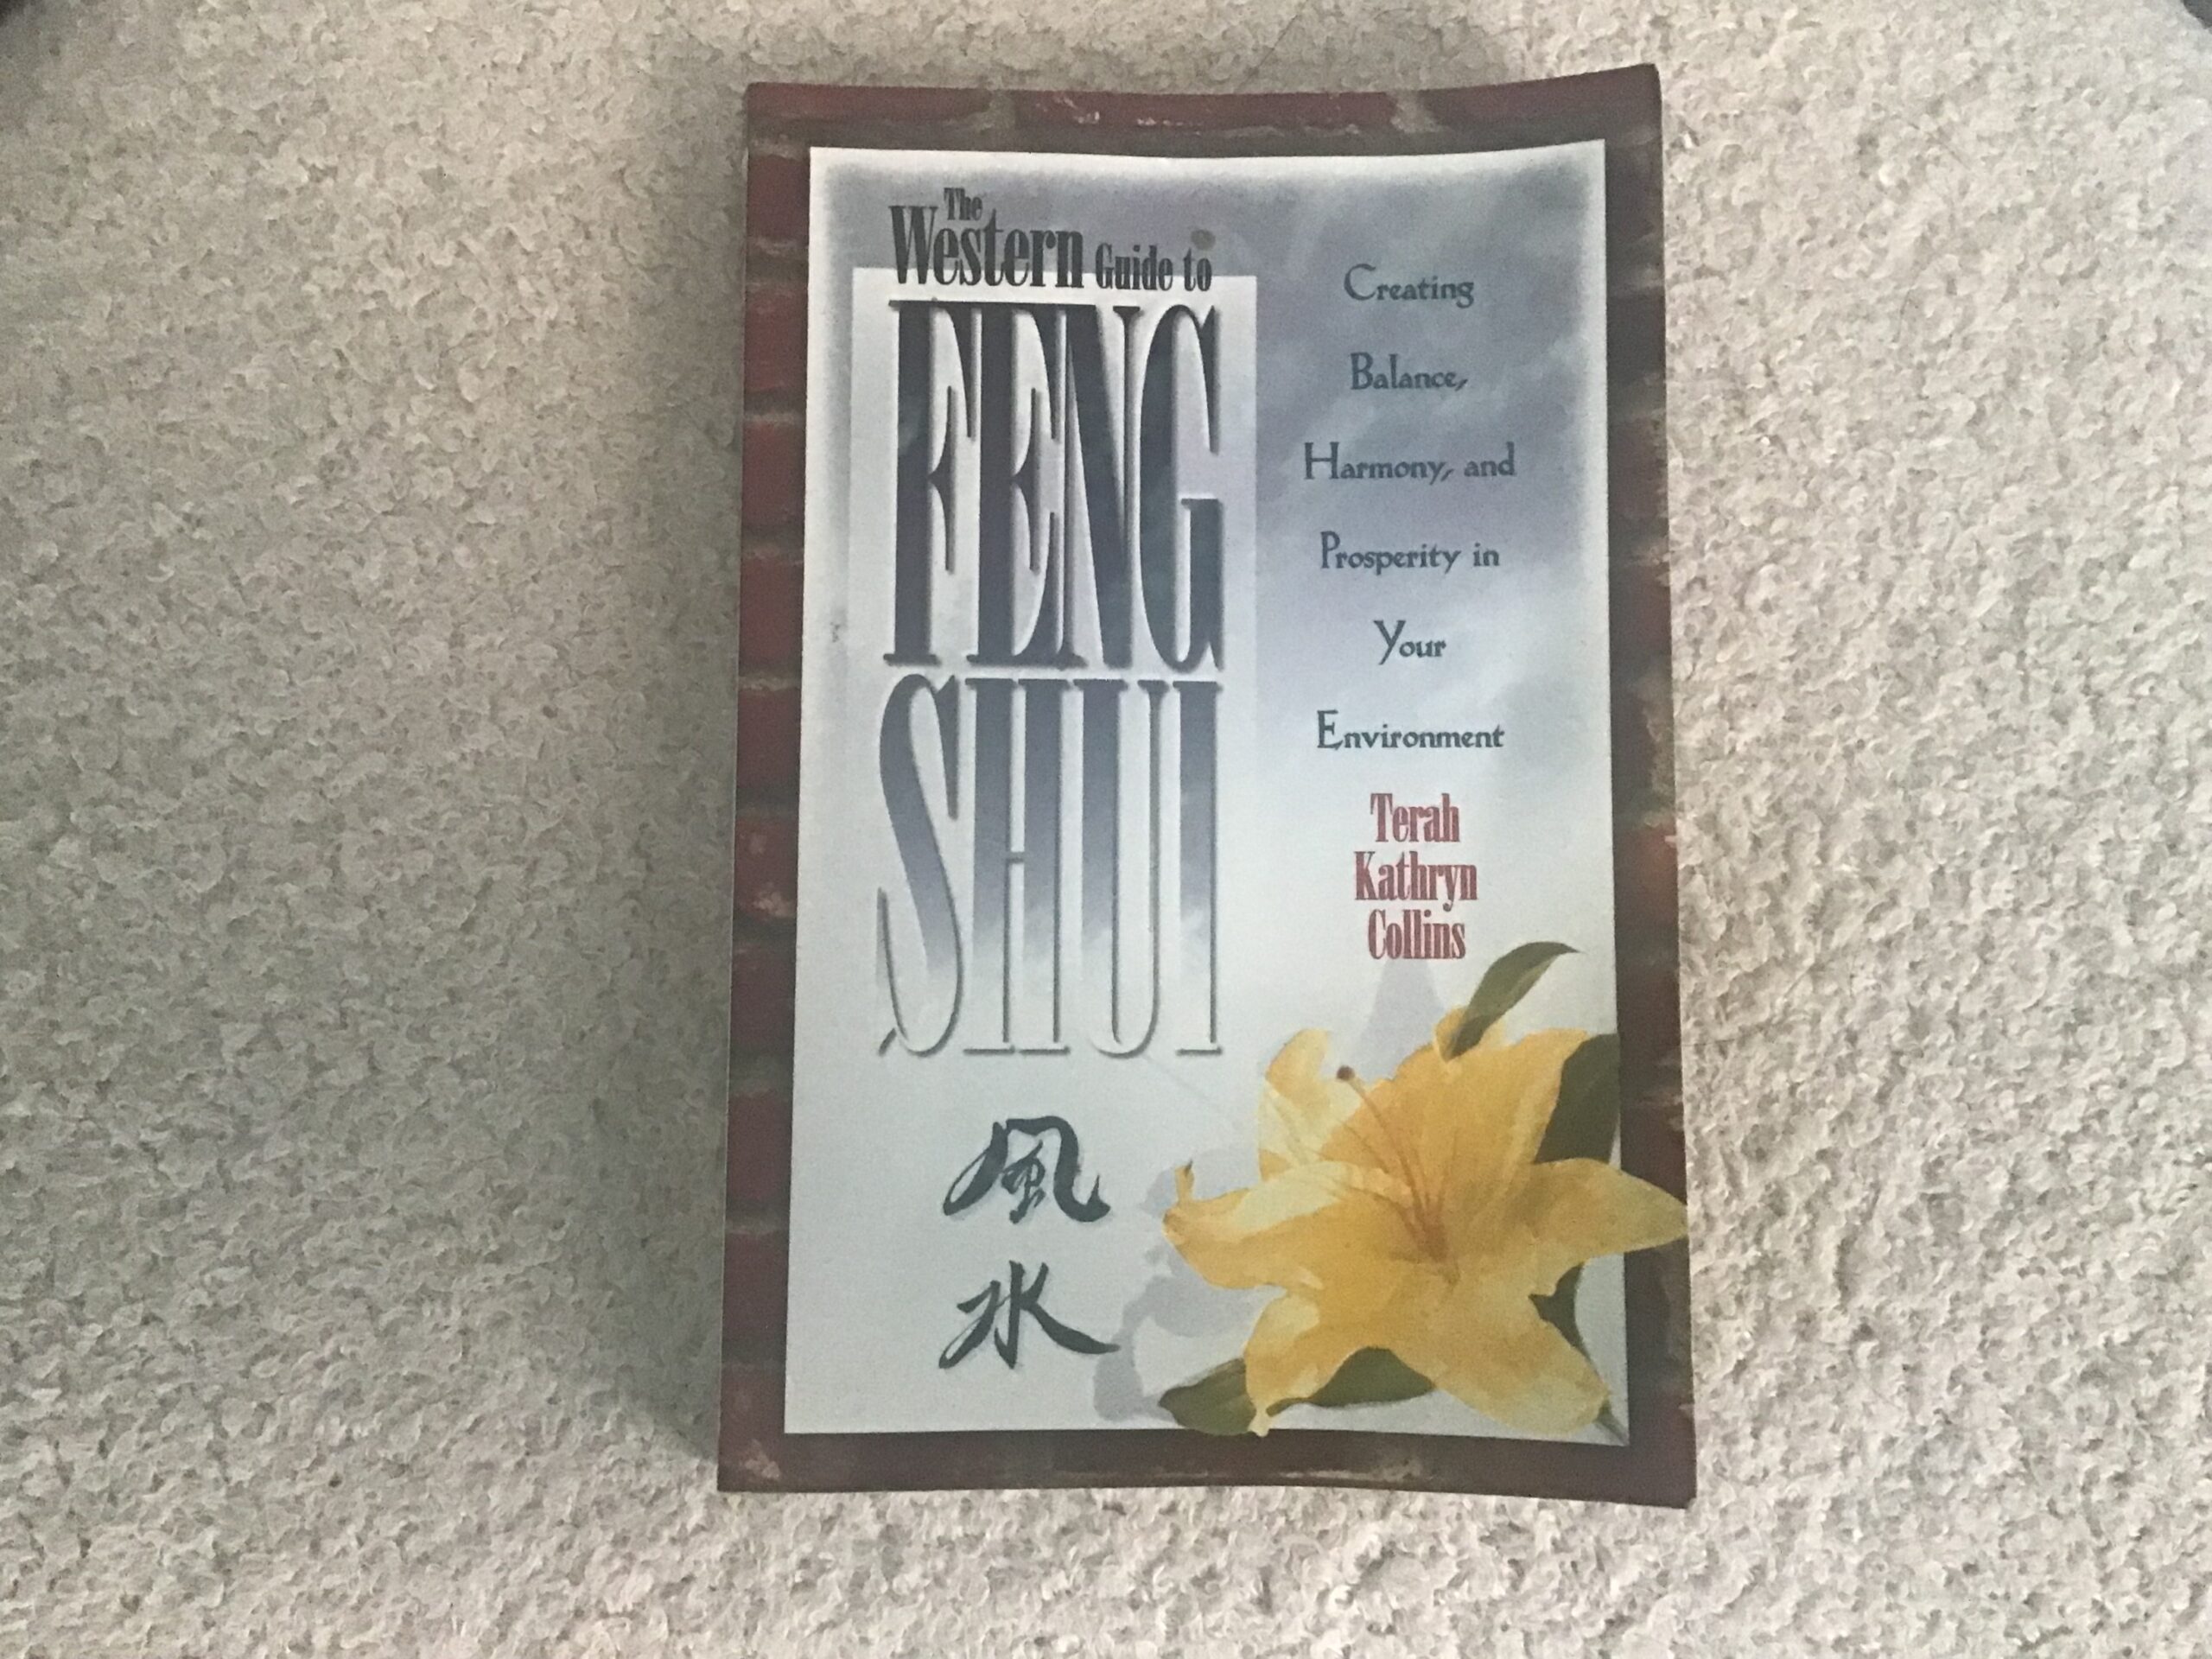 The
Western Guide to
FENG
SHUI
風
水
Creating
Balance,
Harmony, and
Prosperity in
Your
Environment
Terah
Kathryn
Collins